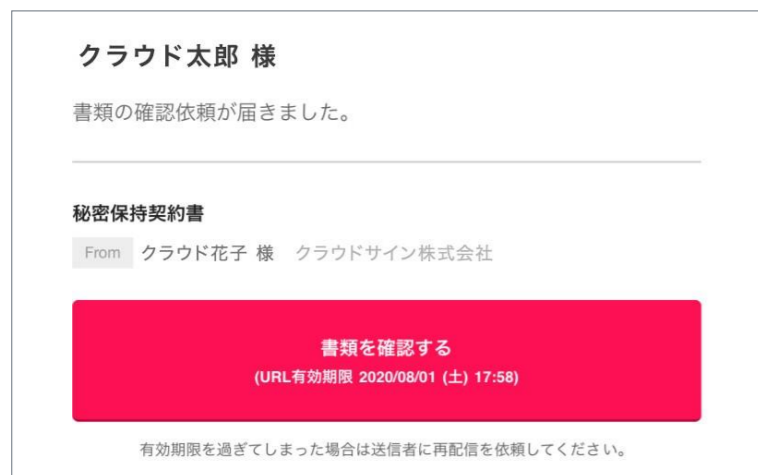 クラウド太郎 様
書類の確認依頼が届きました。
秘密保持契約書
From クラウド花子 様 クラウドサイン株式会社
書類を確認する
(URL有効期限 2020/08/01 (土) 17:58)
有効期限を過ぎてしまった場合は送信者に再配信を依頼してください。